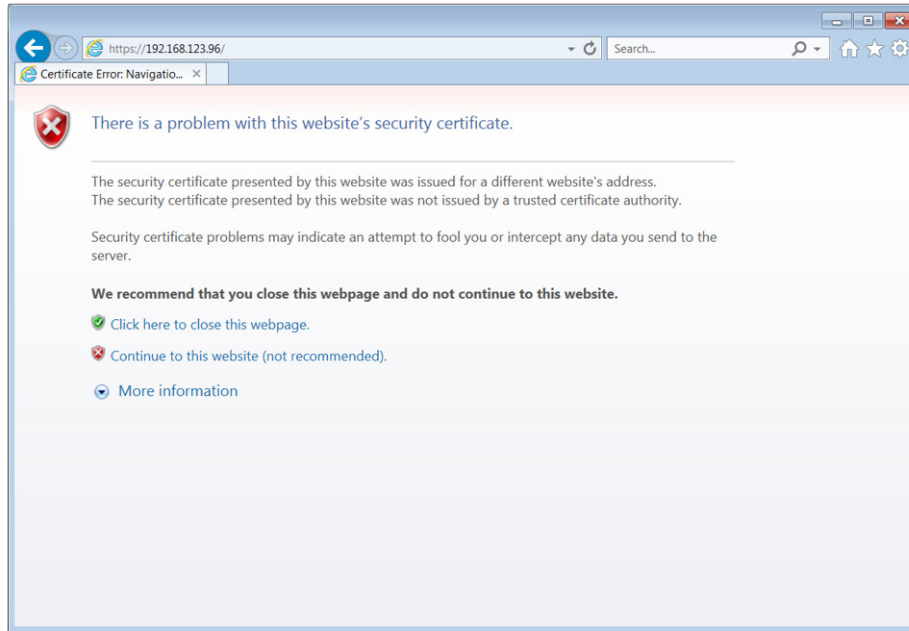 https://192.168.123.96/
Search...
Certificate Error: Navigatio...
There is a problem with this website's security certificate.
The security certificate presented by this website was issued for a different website's address.
The security certificate presented by this website was not issued by a trusted certificate authority.
Security certificate problems may indicate an attempt to fool you or intercept any data you send to the
server.
We recommend that you close this webpage and do not continue to this website.
Click here to close this webpage.
Continue to this website (not recommended).
More information